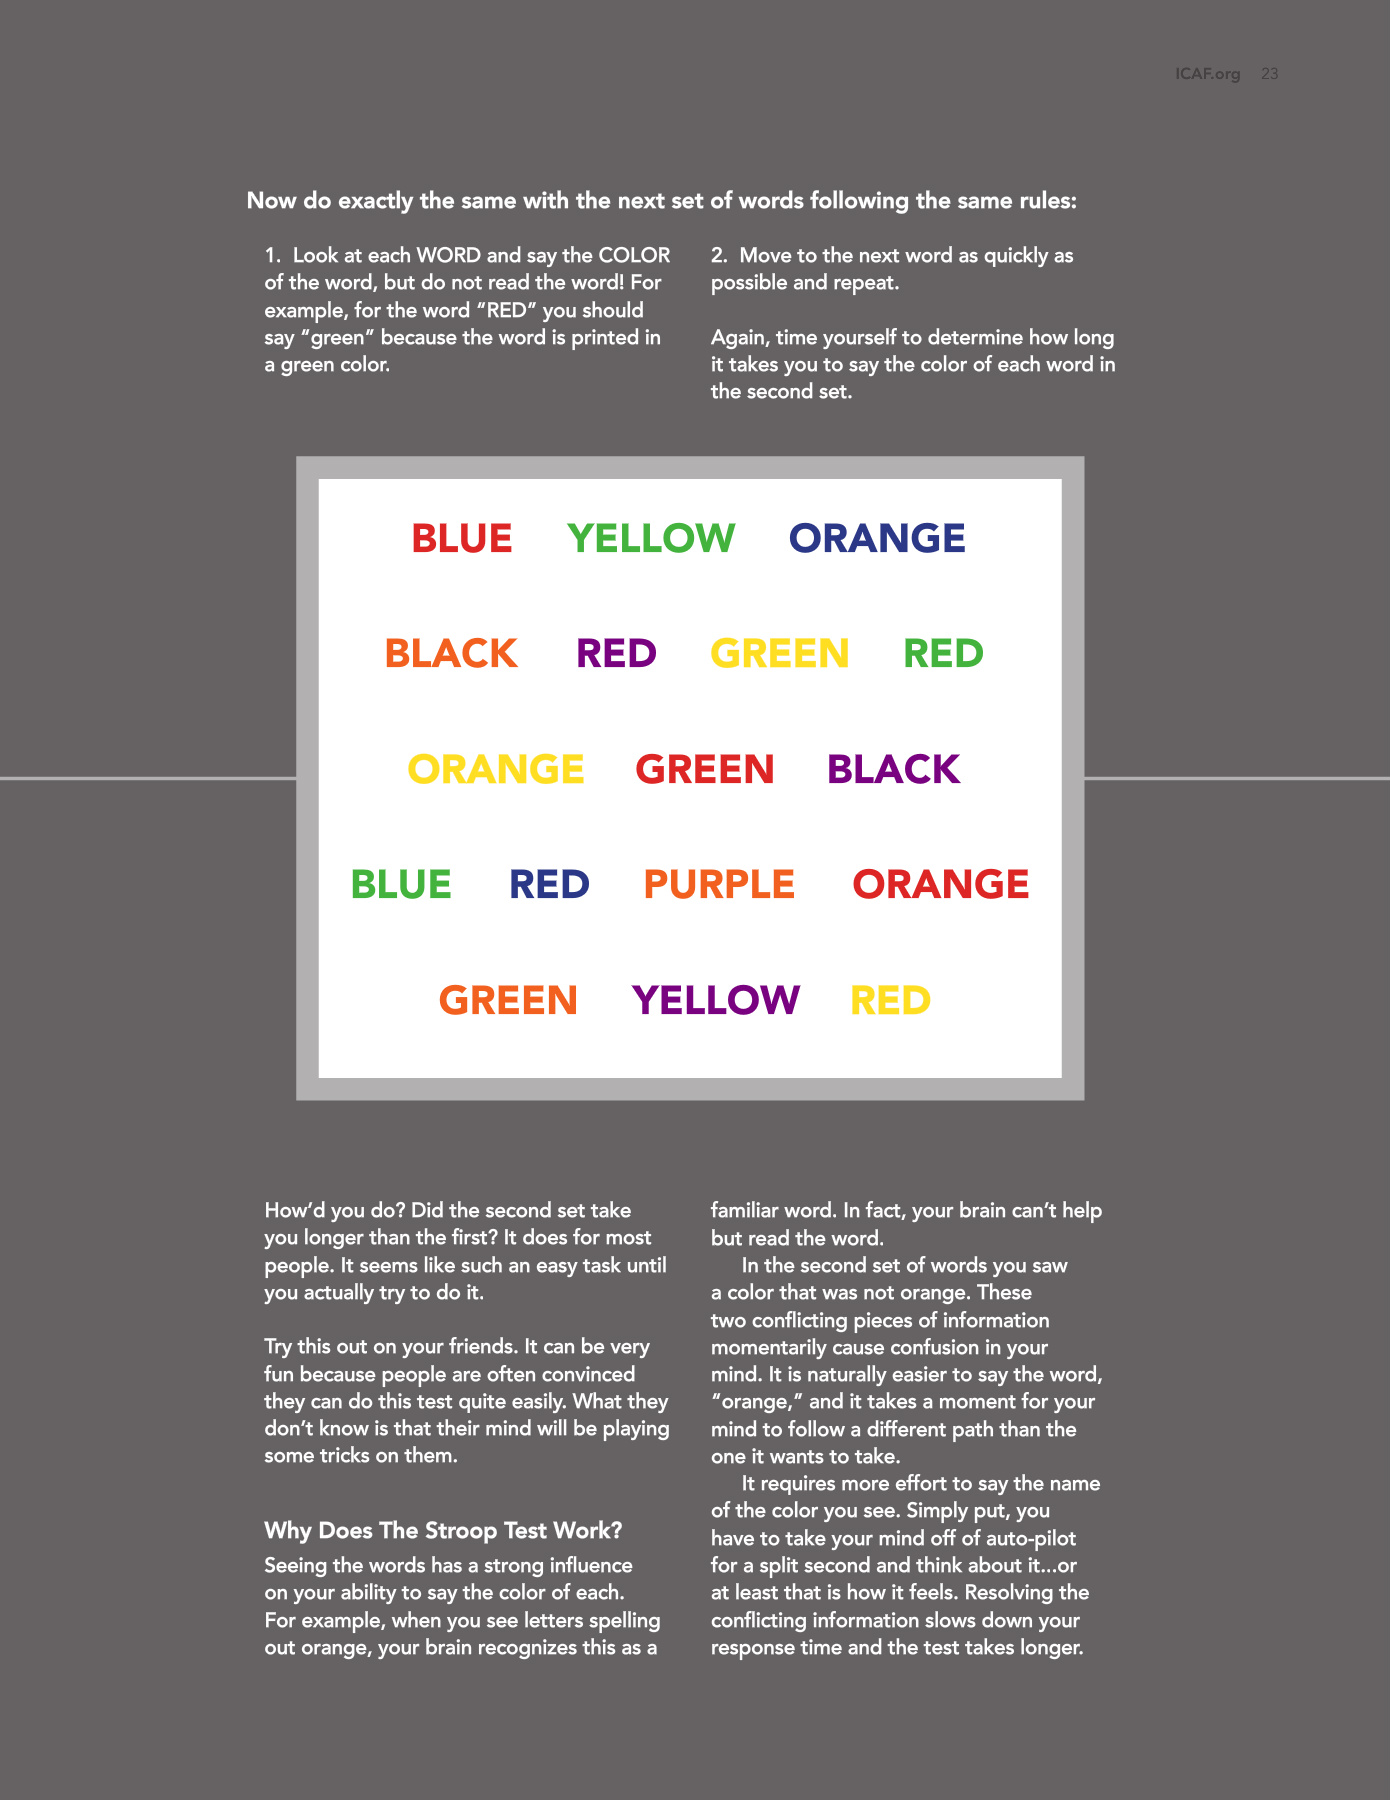 ICAF.org 23
Now do exactly the same with the next set of words following the same rules:
1. Look at each WORD and say the COLOR
of the word, but do not read the word! For
example, for the word “RED” you should
say “green” because the word is printed in
a green color.
2. Move to the next word as quickly as
possible and repeat.
Again, time yourself to determine how long
it takes you to say the color of each word in
the second set.
BLUE YELLOW ORANGE
BLACK RED GREEN RED
ORANGE GREEN BLACK
BLUE RED PURPLE ORANGE
GREEN YELLOW RED
How’d you do? Did the second set take
you longer than the first? It does for most
people. It seems like such an easy task until
you actually try to do it.
Try this out on your friends. It can be very
fun because people are often convinced
they can do this test quite easily. What they
don’t know is that their mind will be playing
some tricks on them.
Why Does The Stroop Test Work?
Seeing the words has a strong influence
on your ability to say the color of each.
For example, when you see letters spelling
out orange, your brain recognizes this as a
familiar word. In fact, your brain can’t help
but read the word.
In the second set of words you saw
a color that was not orange. These
two conflicting pieces of information
momentarily cause confusion in your
mind. It is naturally easier to say the word,
“orange,” and it takes a moment for your
mind to follow a different path than the
one it wants to take.
It requires more effort to say the name
of the color you see. Simply put, you
have to take your mind off of auto-pilot
for a split second and think about it...or
at least that is how it feels. Resolving the
conflicting information slows down your
response time and the test takes longer.